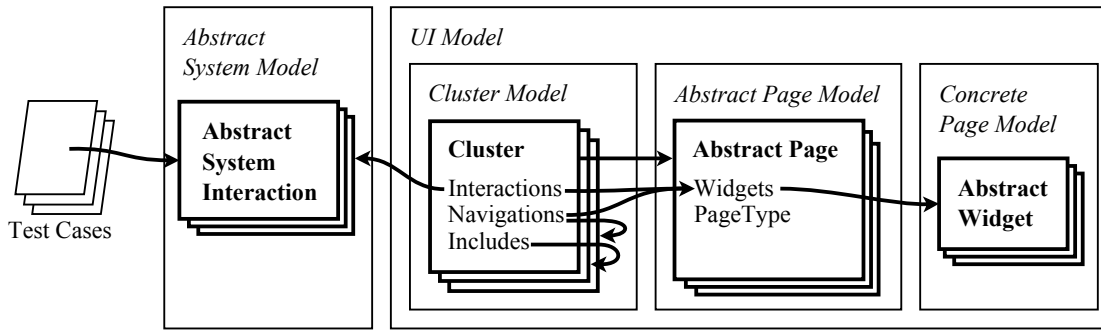 Test Cases
Abstract
System Model
Abstract
System
Interaction
UI Model
Cluster Model
Cluster
Interactions
Navigations
Includes
Abstract Page Model
Abstract Page
Widgets
PageType
Concrete
Page Model
Abstract
Widget